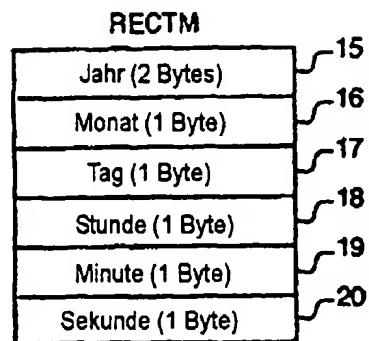 RECTM
Jahr (2 Bytes) 15
Monat (1 Byte) 16
Tag (1 Byte) 17
Stunde (1 Byte) 18
Minute (1 Byte) 19
Sekunde (1 Byte) 20